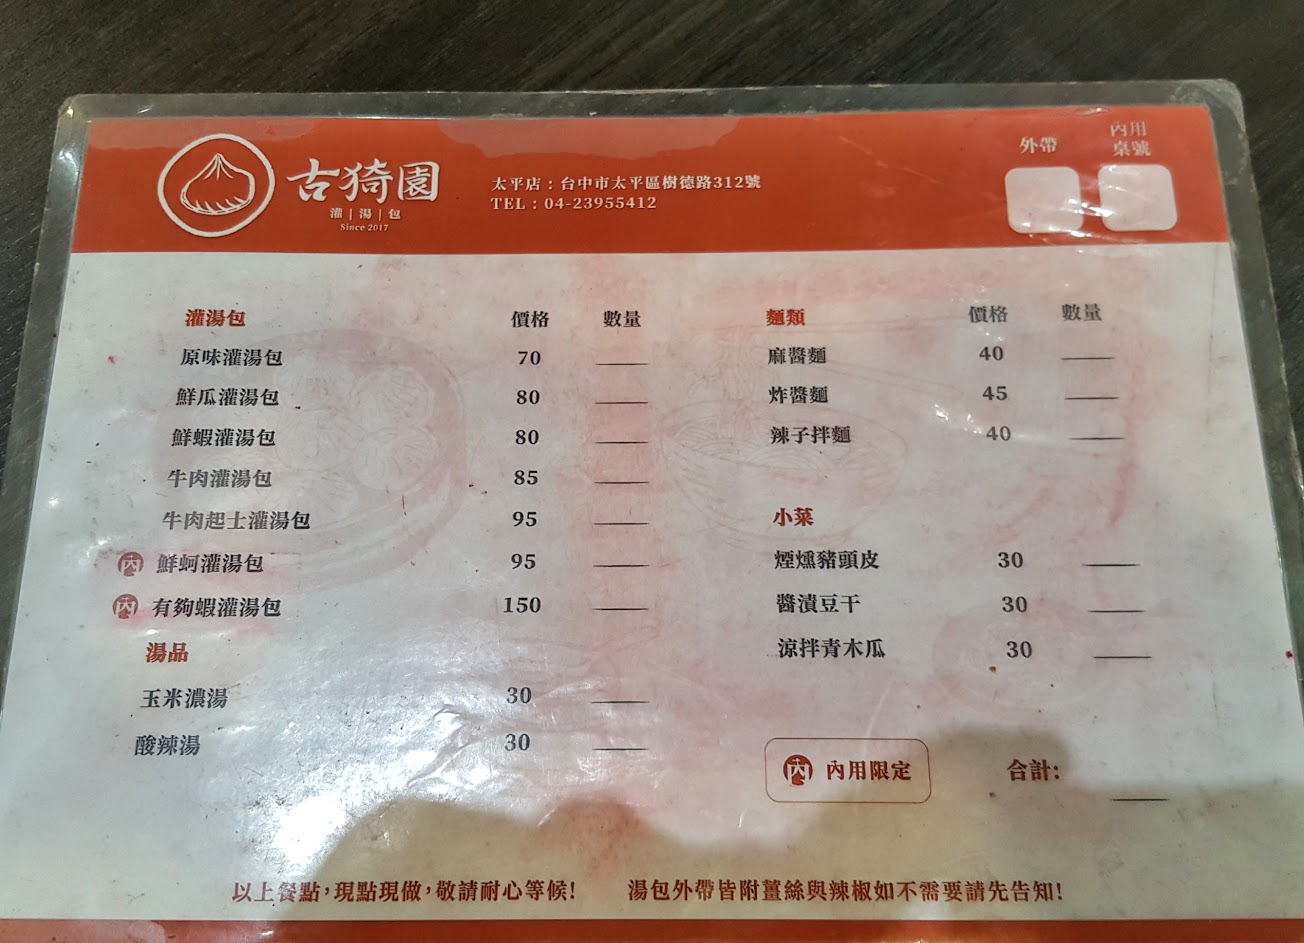 古猗園
灌|湯|包
Since 2017
太平店：台中市太平區樹德路312號
TEL：04-23955412
外帶
內用
桌號
灌湯包 價格 數量
原味灌湯包 70
鮮瓜灌湯包 80
鮮蝦灌湯包 80
牛肉灌湯包 85
牛肉起士灌湯包 95
內 鮮蚵灌湯包 95
內 有夠蝦灌湯包 150
湯品
玉米濃湯 30
酸辣湯 30
麵類 價格 數量
麻醬麵 40
炸醬麵 45
辣子拌麵 40
小菜
煙燻豬頭皮 30
醬漬豆干 30
涼拌青木瓜 30
內 內用限定
合計:
以上餐點，現點現做，敬請耐心等候!
湯包外帶皆附薑絲與辣椒如不需要請先告知!